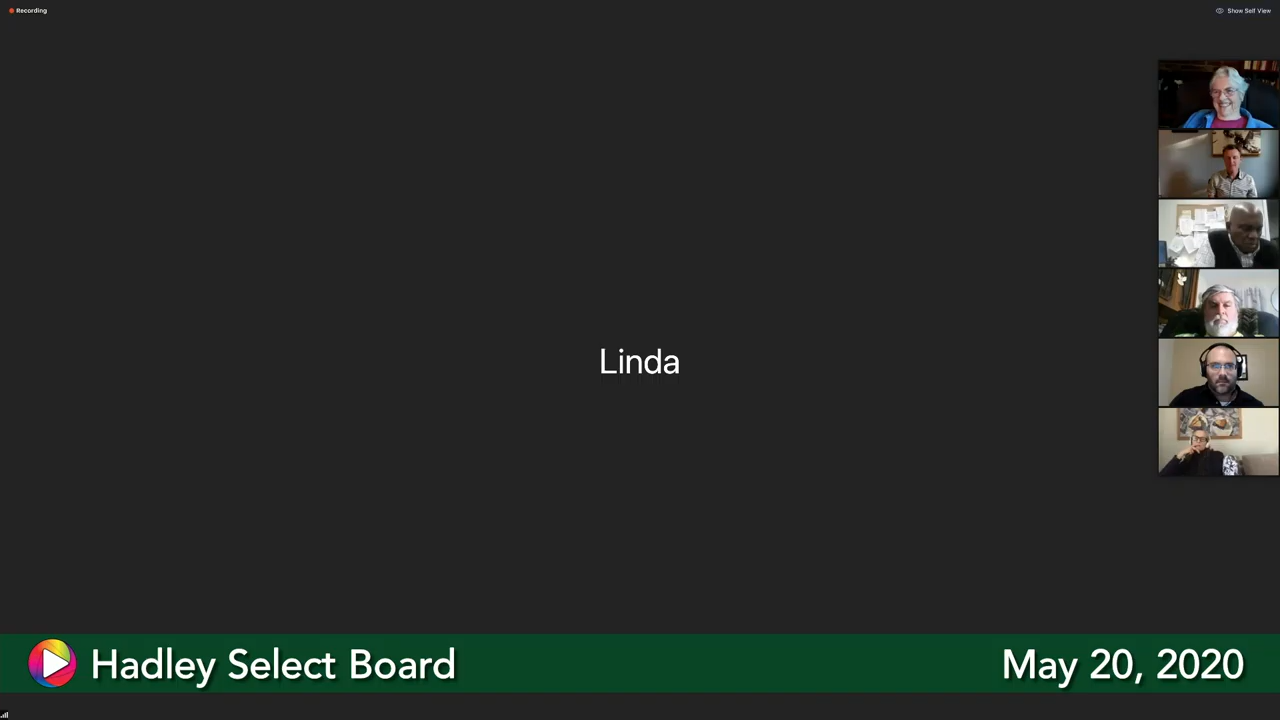 Recording
Show Self View
Linda
Hadley Select Board
May 20, 2020